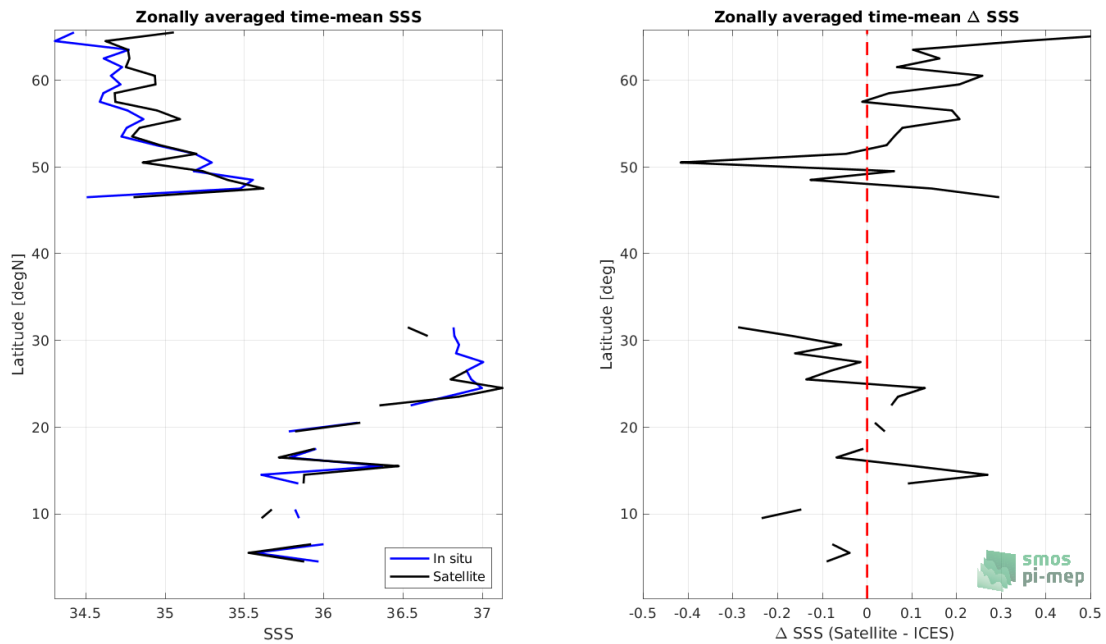 Zonally averaged time-mean SSS
Latitude [degN]
60
50
40
30
20
10
34.5 35 35.5 36 36.5 37
SSS
In situ
Satellite
Zonally averaged time-mean Δ SSS
Latitude [deg]
60
50
40
30
20
10
-0.5 -0.4 -0.3 -0.2 -0.1 0 0.1 0.2 0.3 0.4 0.5
Δ SSS (Satellite - ICES)
smos
pi-mep